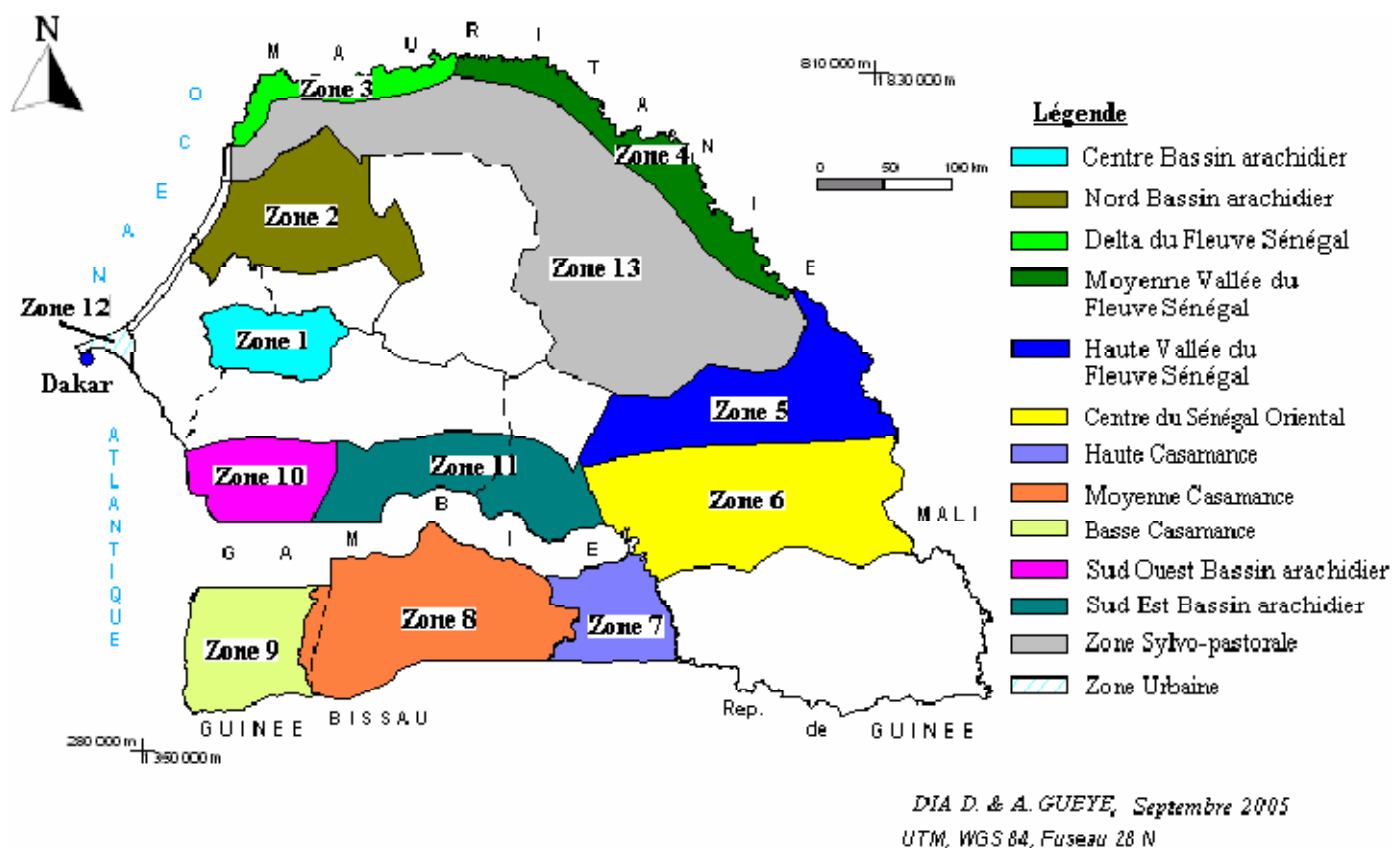 N
MAURITANIE
OCEAN
ATLANTIQUE
810 000 m
830 000 m
0 50 100 km
Zone 3
Zone 4
Zone 2
Zone 13
Zone 12
Zone 1
Dakar
Zone 5
Zone 10
Zone 11
Zone 6
GAMBIE
MALI
Zone 9
Zone 8
Zone 7
GUINEE BISSAU
Rep. de GUINEE
280 000 m
350 000 m
Légende
Centre Bassin arachidier
Nord Bassin arachidier
Delta du Fleuve Sénégal
Moyenne Vallée du
Fleuve Sénégal
Haute Vallée du
Fleuve Sénégal
Centre du Sénégal Oriental
Haute Casamance
Moyenne Casamance
Basse Casamance
Sud Ouest Bassin arachidier
Sud Est Bassin arachidier
Zone Sylvo-pastorale
Zone Urbaine
DIA D. & A. GUEYE, Septembre 2005
UTM, WGS 84, Fuseau 28 N